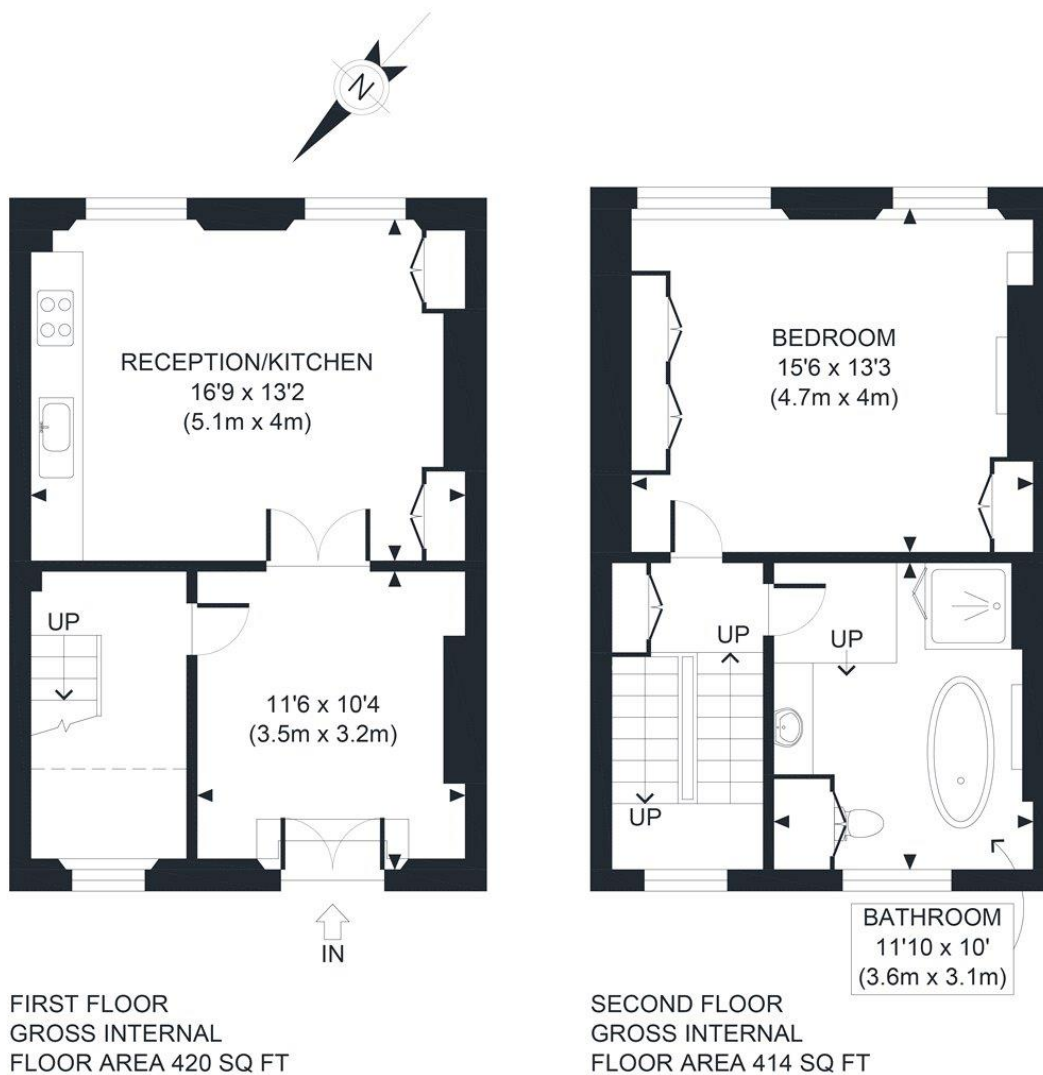 N
RECEPTION/KITCHEN
16'9 x 13'2
(5.1m x 4m)
UP
11'6 x 10'4
(3.5m x 3.2m)
IN
FIRST FLOOR
GROSS INTERNAL
FLOOR AREA 420 SQ FT
BEDROOM
15'6 x 13'3
(4.7m x 4m)
UP
UP
UP
BATHROOM
11'10 x 10'
(3.6m x 3.1m)
SECOND FLOOR
GROSS INTERNAL
FLOOR AREA 414 SQ FT